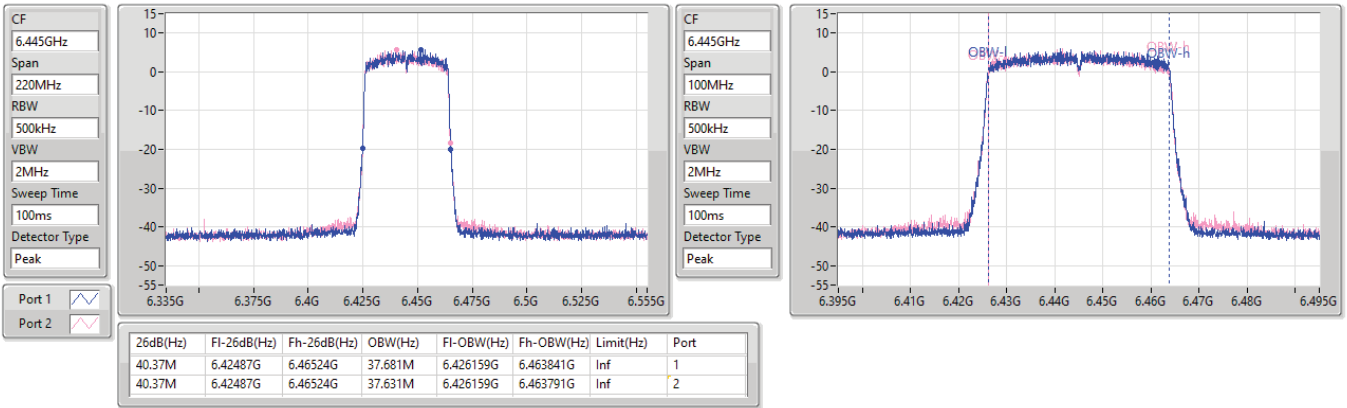 CF
6.445GHz
Span
220MHz
RBW
500kHz
VBW
2MHz
Sweep Time
100ms
Detector Type
Peak
Port 1
Port 2
15
10
0
-10
-20
-30
-40
-50
-55
6.335G 6.375G 6.4G 6.425G 6.45G 6.475G 6.5G 6.525G 6.555G
CF
6.445GHz
Span
100MHz
RBW
500kHz
VBW
2MHz
Sweep Time
100ms
Detector Type
Peak
15
10
0
-10
-20
-30
-40
-50
-55
OBW-h
OBW-l OBW-h
6.395G 6.41G 6.42G 6.43G 6.44G 6.45G 6.46G 6.47G 6.48G 6.495G
26dB(Hz) Fl-26dB(Hz) Fh-26dB(Hz) OBW(Hz) Fl-OBW(Hz) Fh-OBW(Hz) Limit(Hz) Port
40.37M 6.42487G 6.46524G 37.681M 6.426159G 6.463841G Inf 1
40.37M 6.42487G 6.46524G 37.631M 6.426159G 6.463791G Inf 2